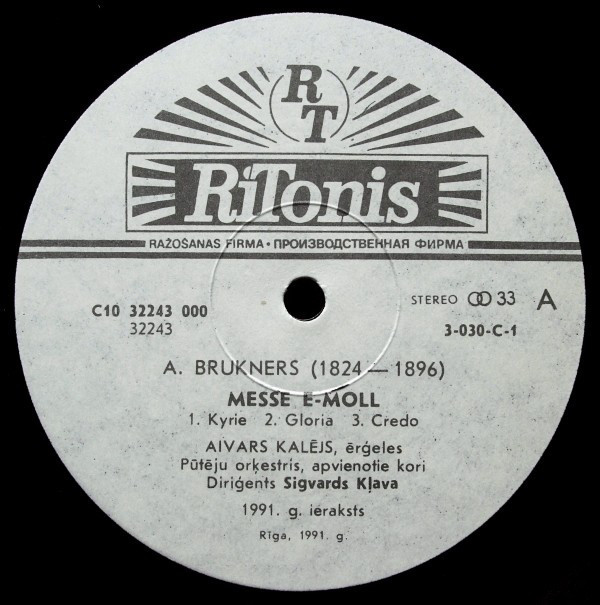 RT
RiTonis
RAŽOŠANAS FIRMA • ПРОИЗВОДСТВЕННАЯ ФИРМА
C10 32243 000
32243
STEREO 33 A
3-030-C-1
A. BRUKNERS (1824 — 1896)
MESSE E-MOLL
1. Kyrie 2. Gloria 3. Credo
AIVARS KALĒJS, ērģeles
Pūtēju orķestris, apvienotie kori
Diriģents Sigvards Kļava
1991. g. ieraksts
Rīga, 1991. g.